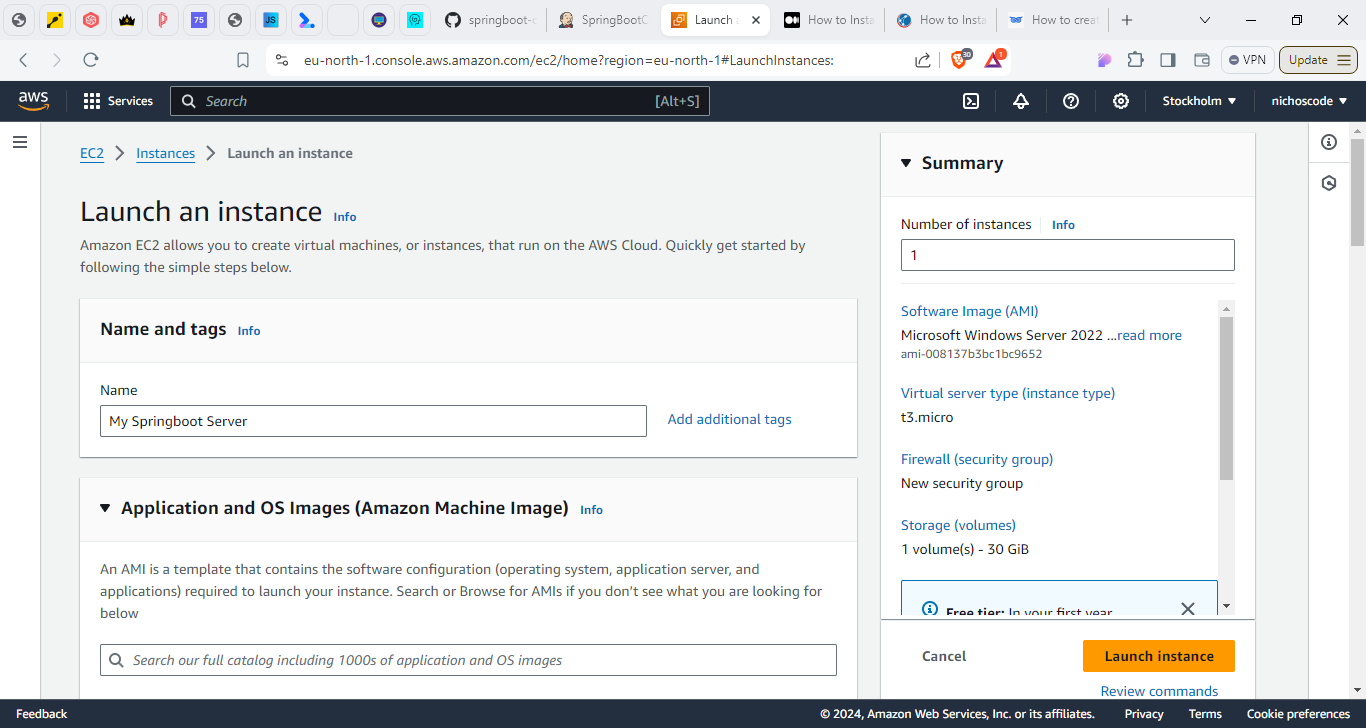 75
JS
springboot-c
SpringBootC
Launch
How to Insta
How to Insta
How to creat
eu-north-1.console.aws.amazon.com/ec2/home?region=eu-north-1#LaunchInstances:
30
1
VPN
Update
aws
Services
Search
[Alt+S]
Stockholm
nichoscode
EC2
Instances
Launch an instance
Launch an instance
Info
Amazon EC2 allows you to create virtual machines, or instances, that run on the AWS Cloud. Quickly get started by
following the simple steps below.
Name and tags
Info
Name
My Springboot Server
Add additional tags
Application and OS Images (Amazon Machine Image)
Info
An AMI is a template that contains the software configuration (operating system, application server, and
applications) required to launch your instance. Search or Browse for AMIs if you don't see what you are looking for
below
Search our full catalog including 1000s of application and OS images
Summary
Number of instances
Info
1
Software Image (AMI)
Microsoft Windows Server 2022 ...read more
ami-008137b3bc1bc9652
Virtual server type (instance type)
t3.micro
Firewall (security group)
New security group
Storage (volumes)
1 volume(s) - 30 GiB
Free tier: In your first year
Cancel
Launch instance
Review commands
Feedback
© 2024, Amazon Web Services, Inc. or its affiliates.
Privacy
Terms
Cookie preferences